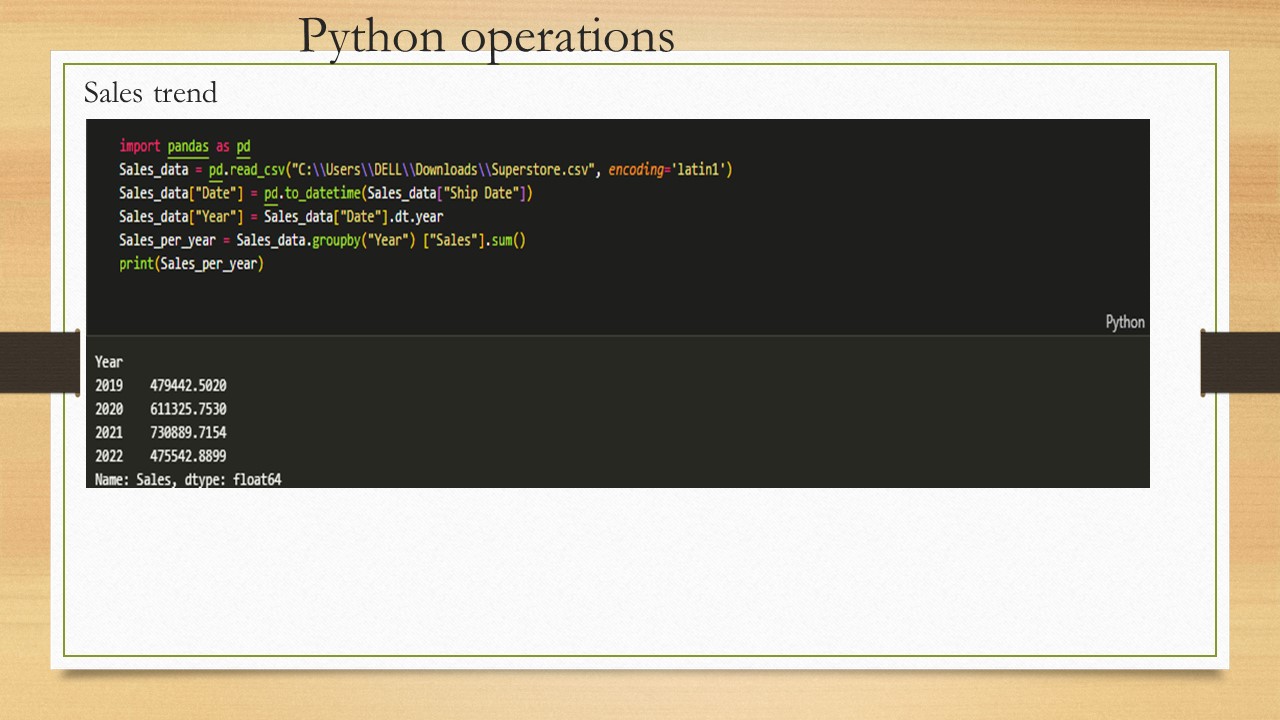 Python operations
Sales trend
import pandas as pd
Sales_data = pd.read_csv("C:\\Users\\DELL\\Downloads\\Superstore.csv", encoding='latin1')
Sales_data["Date"] = pd.to_datetime(Sales_data["Ship Date"])
Sales_data["Year"] = Sales_data["Date"].dt.year
Sales_per_year = Sales_data.groupby("Year") ["Sales"].sum()
print(Sales_per_year)
Python
Year
2019    479442.5020
2020    611325.7530
2021    730889.7154
2022    475542.8899
Name: Sales, dtype: float64